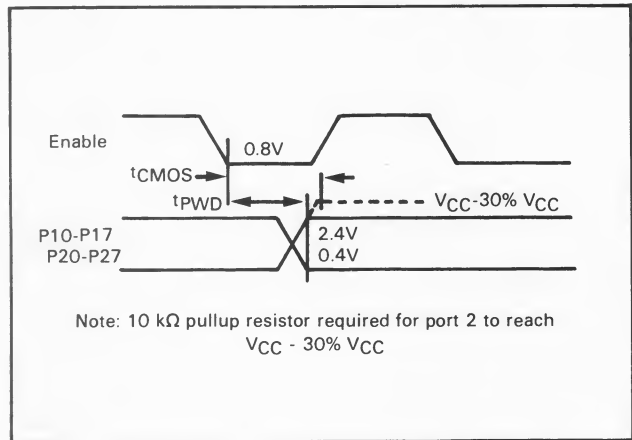 Enable
0.8V
tCMOS
tPWD
VCC-30% VCC
P10-P17
P20-P27
2.4V
0.4V
Note: 10 kΩ pullup resistor required for port 2 to reach
VCC - 30% VCC